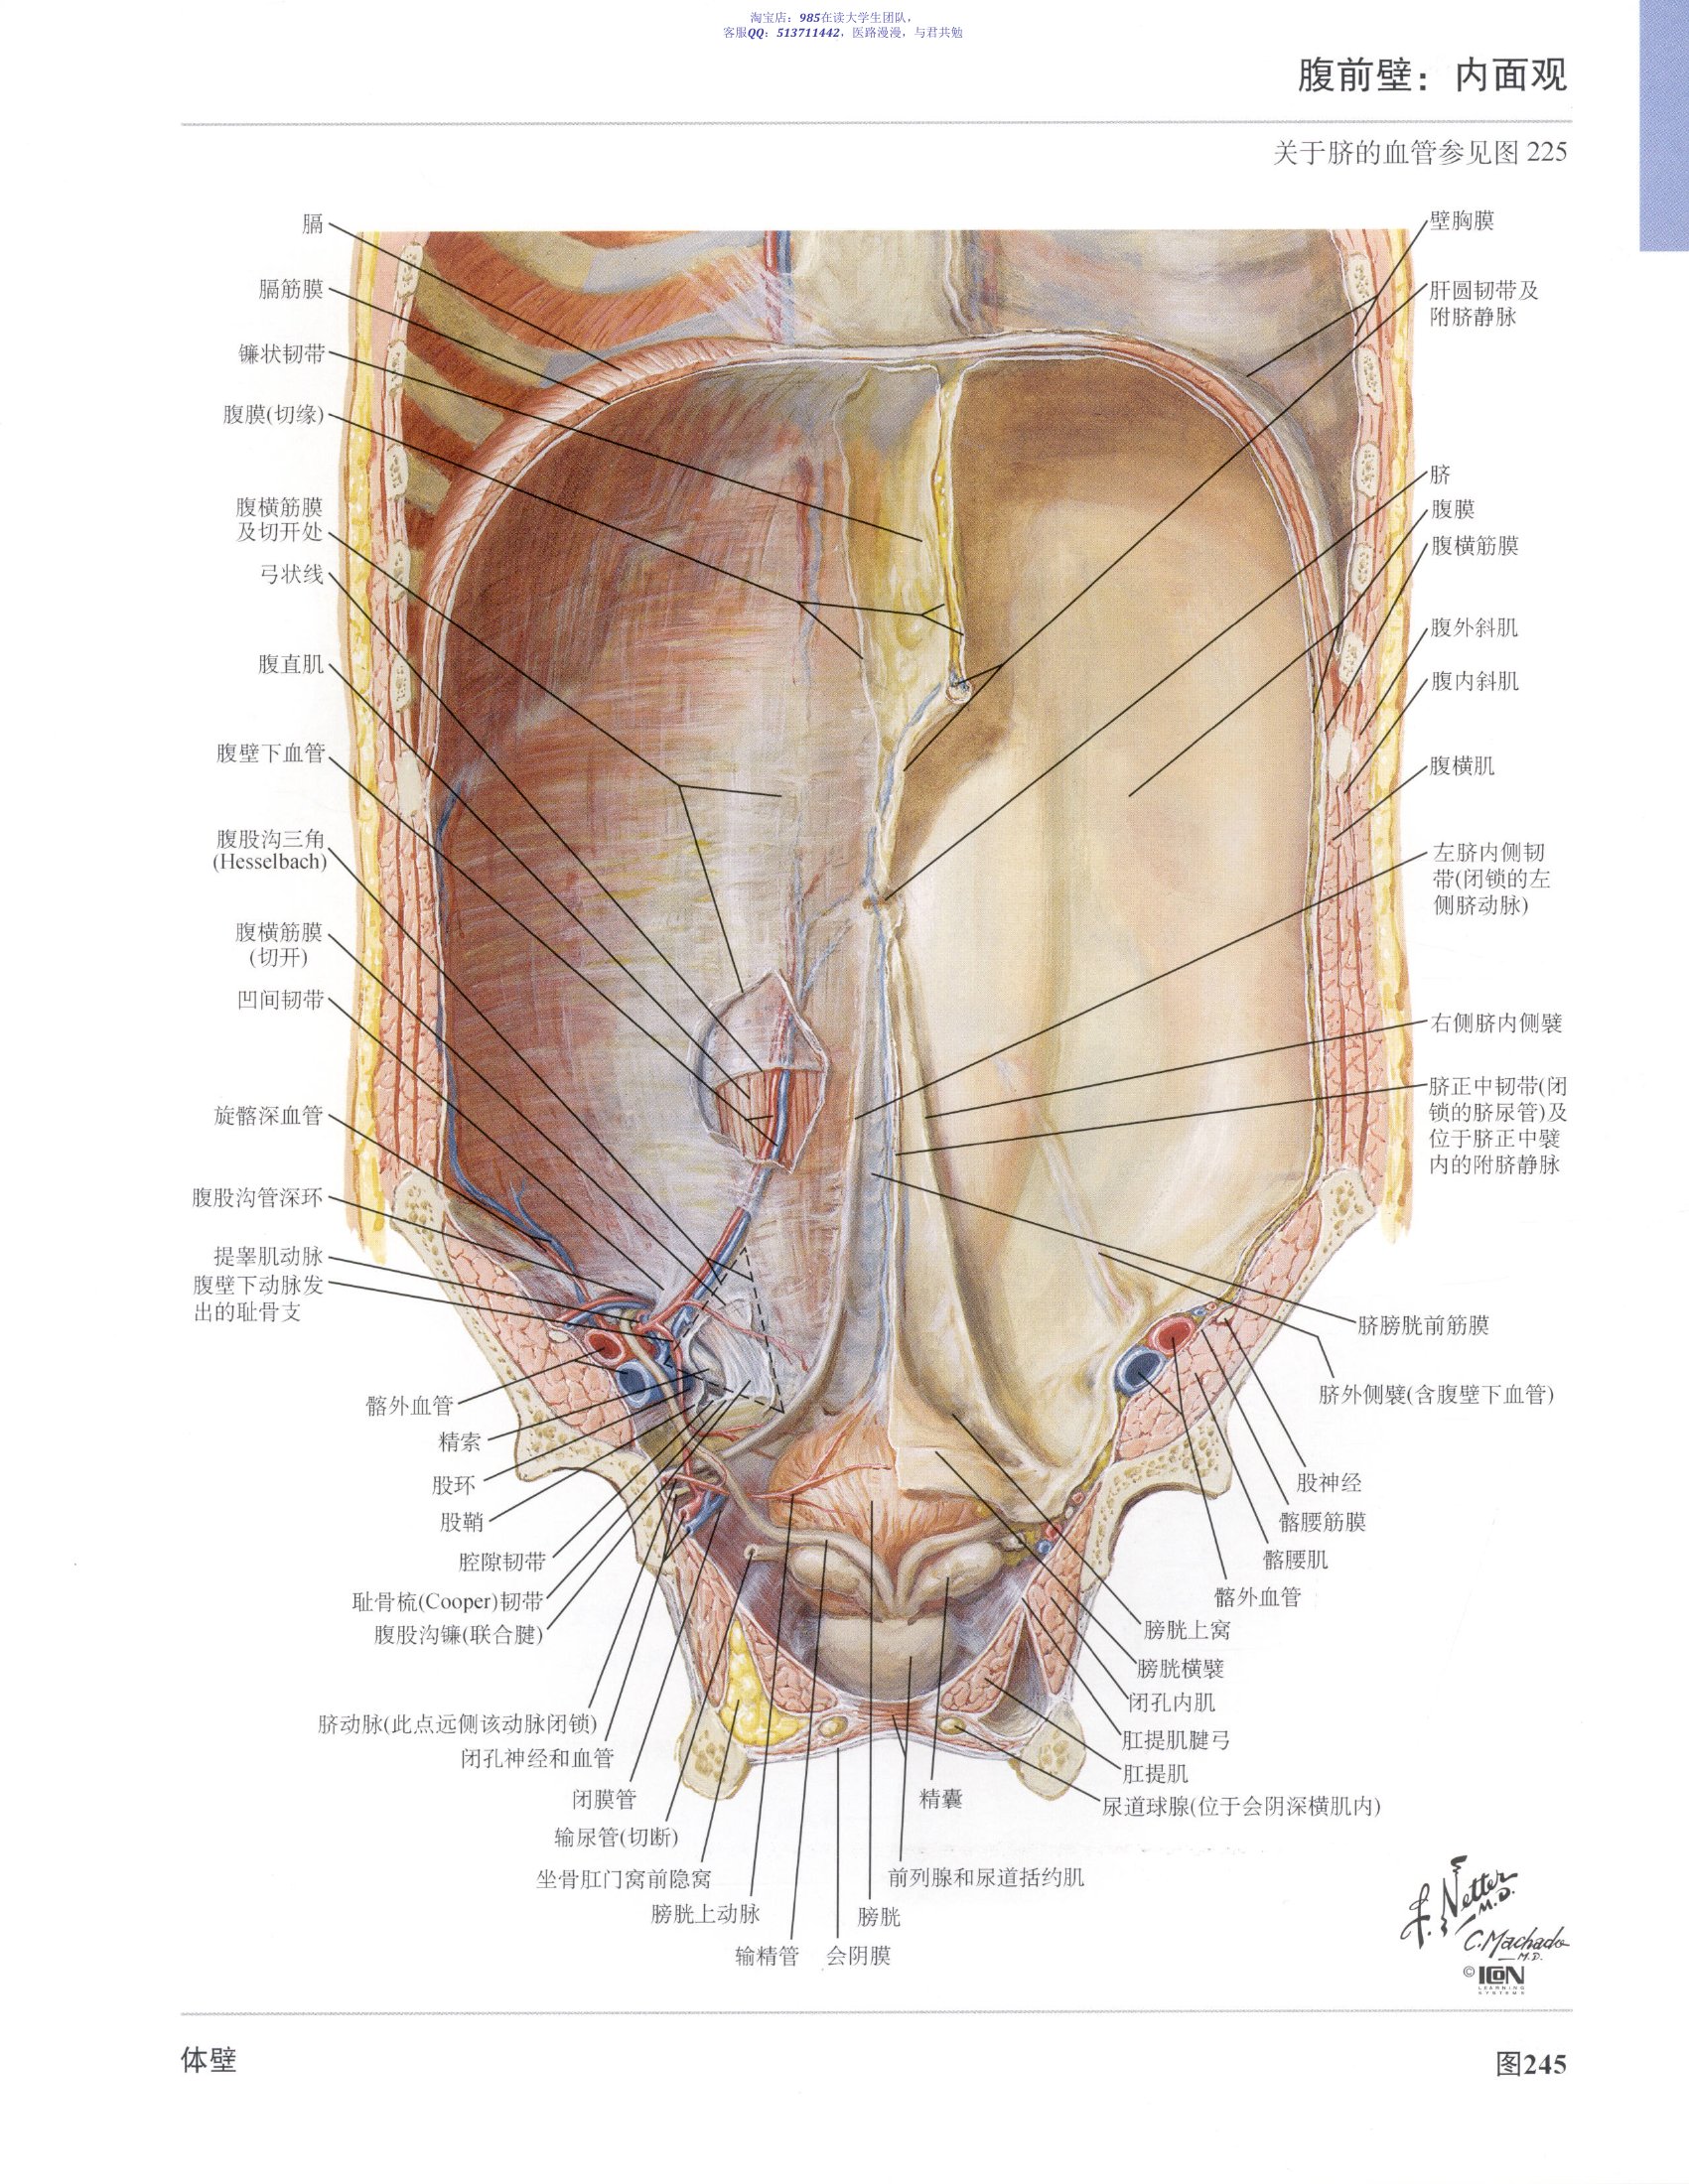 淘宝店：985在读大学生团队，
客服QQ：513711442，医路漫漫，与君共勉
腹前壁：内面观
关于脐的血管参见图 225
膈
膈筋膜
镰状韧带
腹膜(切缘)
腹横筋膜
及切开处
弓状线
腹直肌
腹壁下血管
腹股沟三角
(Hesselbach)
腹横筋膜
(切开)
凹间韧带
旋髂深血管
腹股沟管深环
提睾肌动脉
腹壁下动脉发
出的耻骨支
髂外血管
精索
股环
股鞘
腔隙韧带
耻骨梳(Cooper)韧带
腹股沟镰(联合腱)
脐动脉(此点远侧该动脉闭锁)
闭孔神经和血管
闭膜管
输尿管(切断)
坐骨肛门窝前隐窝
膀胱上动脉
输精管
会阴膜
膀胱
前列腺和尿道括约肌
精囊
壁胸膜
肝圆韧带及
附脐静脉
脐
腹膜
腹横筋膜
腹外斜肌
腹内斜肌
腹横肌
左脐内侧韧
带(闭锁的左
侧脐动脉)
右侧脐内侧襞
脐正中韧带(闭
锁的脐尿管)及
位于脐正中襞
内的附脐静脉
脐膀胱前筋膜
脐外侧襞(含腹壁下血管)
股神经
髂腰筋膜
髂腰肌
髂外血管
膀胱上窝
膀胱横襞
闭孔内肌
肛提肌腱弓
肛提肌
尿道球腺(位于会阴深横肌内)
F. Netter
M.D.
C. Machado
M.D.
© ICON
LEARNING
SYSTEMS
体壁
图245